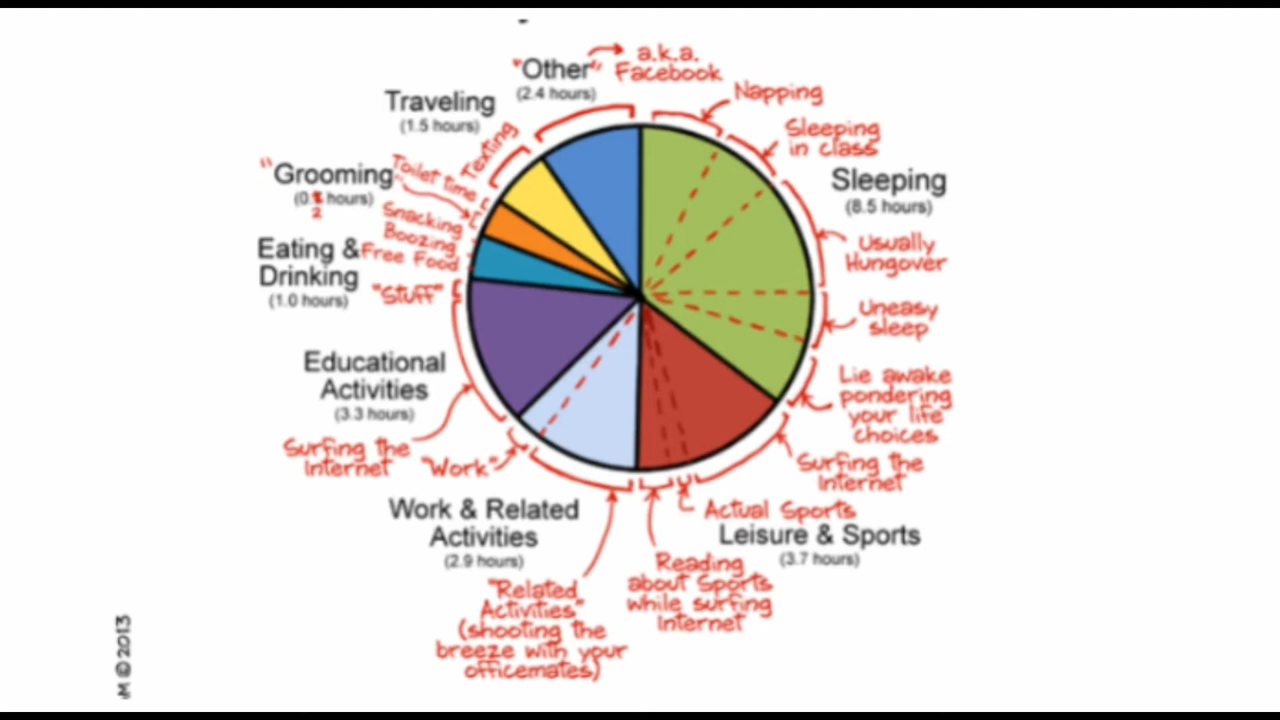 "Other" a.k.a.
Facebook
(2.4 hours)
Napping
Sleeping
in class
Sleeping
(8.5 hours)
Usually
Hungover
Uneasy
sleep
Lie awake
pondering
your life
choices
Surfing the
Internet
Actual Sports
Leisure & Sports
(3.7 hours)
Reading
about Sports
while surfing
Internet
Work & Related
Activities
(2.9 hours)
"Related
Activities"
(shooting the
breeze with your
officemates)
"Work"
Educational
Activities
(3.3 hours)
Surfing the
Internet
Eating &
Drinking
(1.0 hours)
"Stuff"
Snacking
Boozing
Free Food
"Grooming"
hours)
2
Toilet time
Traveling
(1.5 hours)
Texting
©2013